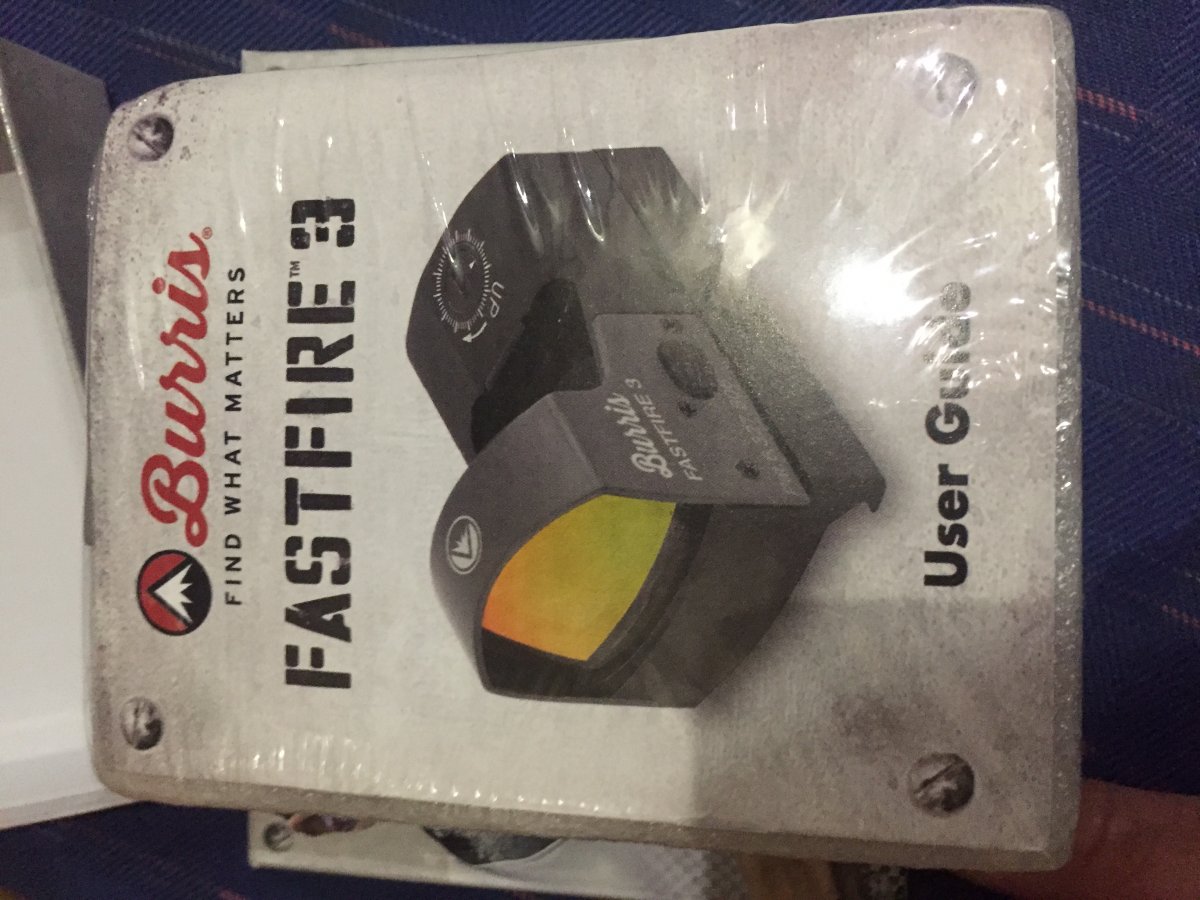 Burris®
FIND WHAT MATTERS
FASTFIRE™ 3
UP
Burris
FASTFIRE 3
User Guide